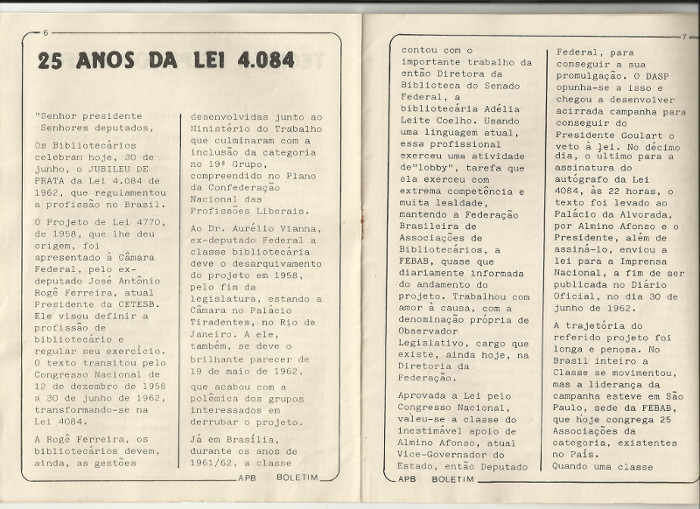 6
25 ANOS DA LEI 4.084
"Senhor presidente
Senhores deputados,
Os Bibliotecários
celebram hoje, 30 de
junho, o JUBILEU DE
PRATA da Lei 4.084 de
1962, que regulamentou
a profissão no Brasil.
O Projeto de Lei 4770,
de 1958, que lhe deu
origem, foi
apresentado à Câmara
Federal, pelo ex-
deputado José Antônio
Rogê Ferreira, atual
Presidente da CETESB.
Ele visou definir a
profissão de
bibliotecário e
regular seu exercício.
O texto transitou pelo
Congresso Nacional de
12 de dezembro de 1958
a 30 de junho de 1962,
transformando-se na
Lei 4084.
A Rogê Ferreira, os
bibliotecários devem,
ainda, as gestões
desenvolvidas junto ao
Ministério do Trabalho
que culminaram com a
inclusão da categoria
no 19º Grupo,
compreendido no Plano
da Confederação
Nacional das
Profissões Liberais.
Ao Dr. Aurélio Vianna,
ex-deputado Federal a
classe bibliotecária
deve o desarquivamento
do projeto em 1958,
pelo fim da
legislatura, estando a
Câmara no Palácio
Tiradentes, no Rio de
Janeiro. A ele,
também, se deve o
brilhante parecer de
19 de maio de 1962,
que acabou com a
polêmica dos grupos
interessados em
derrubar o projeto.
Já em Brasília,
durante os anos de
1961/62, a classe
APB BOLETIM
7
contou com o
importante trabalho da
então Diretora da
Biblioteca do Senado
Federal, a
bibliotecária Adélia
Leite Coelho. Usando
uma linguagem atual,
essa profissional
exerceu uma atividade
de"lobby", tarefa que
ela exerceu com
extrema competência e
muita lealdade,
mantendo a Federação
Brasileira de
Associações de
Bibliotecários, a
FEBAB, quase que
diariamente informada
do andamento do
projeto. Trabalhou com
amor à causa, com a
denominação própria de
Observador
Legislativo, cargo que
existe, ainda hoje, na
Diretoria da
Federação.
Aprovada a Lei pelo
Congresso Nacional,
valeu-se a classe do
inestimável apoio de
Almino Afonso, atual
Vice-Governador do
Estado, então Deputado
Federal, para
conseguir a sua
promulgação. O DASP
opunha-se a isso e
chegou a desenvolver
acirrada campanha para
conseguir do
Presidente Goulart o
veto à lei. No décimo
dia, o último para a
assinatura do
autógrafo da Lei
4084, às 22 horas, o
texto foi levado ao
Palácio da Alvorada,
por Almino Afonso e o
Presidente, além de
assiná-lo, enviou a
lei para a Imprensa
Nacional, a fim de ser
publicada no Diário
Oficial, no dia 30 de
junho de 1962.
A trajetória do
referido projeto foi
longa e penosa. No
Brasil inteiro a
Classe se movimentou,
mas a liderança da
campanha esteve em São
Paulo, sede da FEBAB,
que hoje congrega 25
Associações da
categoria, existentes
no País.
Quando uma classe
APB BOLETIM